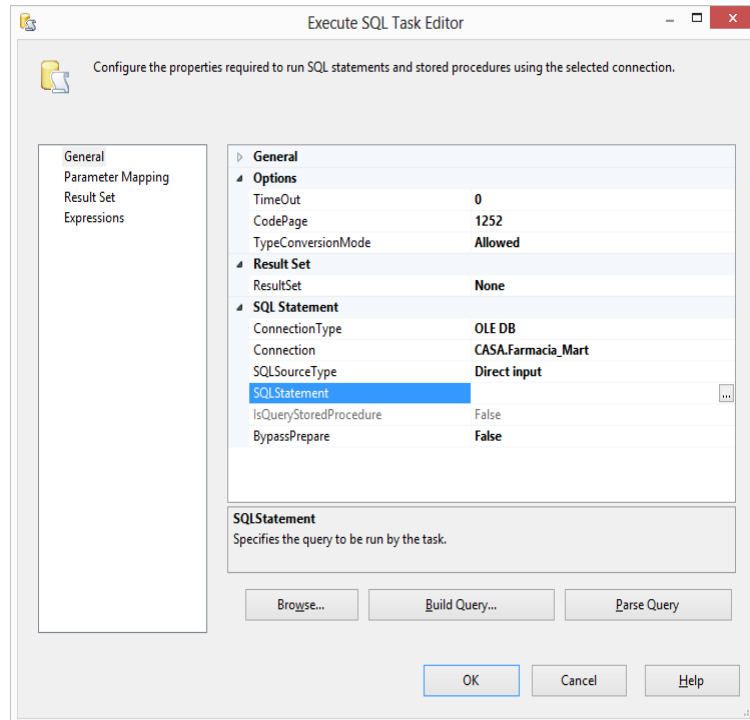 Execute SQL Task Editor
Configure the properties required to run SQL statements and stored procedures using the selected connection.
General
Parameter Mapping
Result Set
Expressions
General
Options
TimeOut 0
CodePage 1252
TypeConversionMode Allowed
Result Set
ResultSet None
SQL Statement
ConnectionType OLE DB
Connection CASA.Farmacia_Mart
SQLSourceType Direct input
SQLStatement ...
IsQueryStoredProcedure False
BypassPrepare False
SQLStatement
Specifies the query to be run by the task.
Browse... Build Query... Parse Query
OK Cancel Help